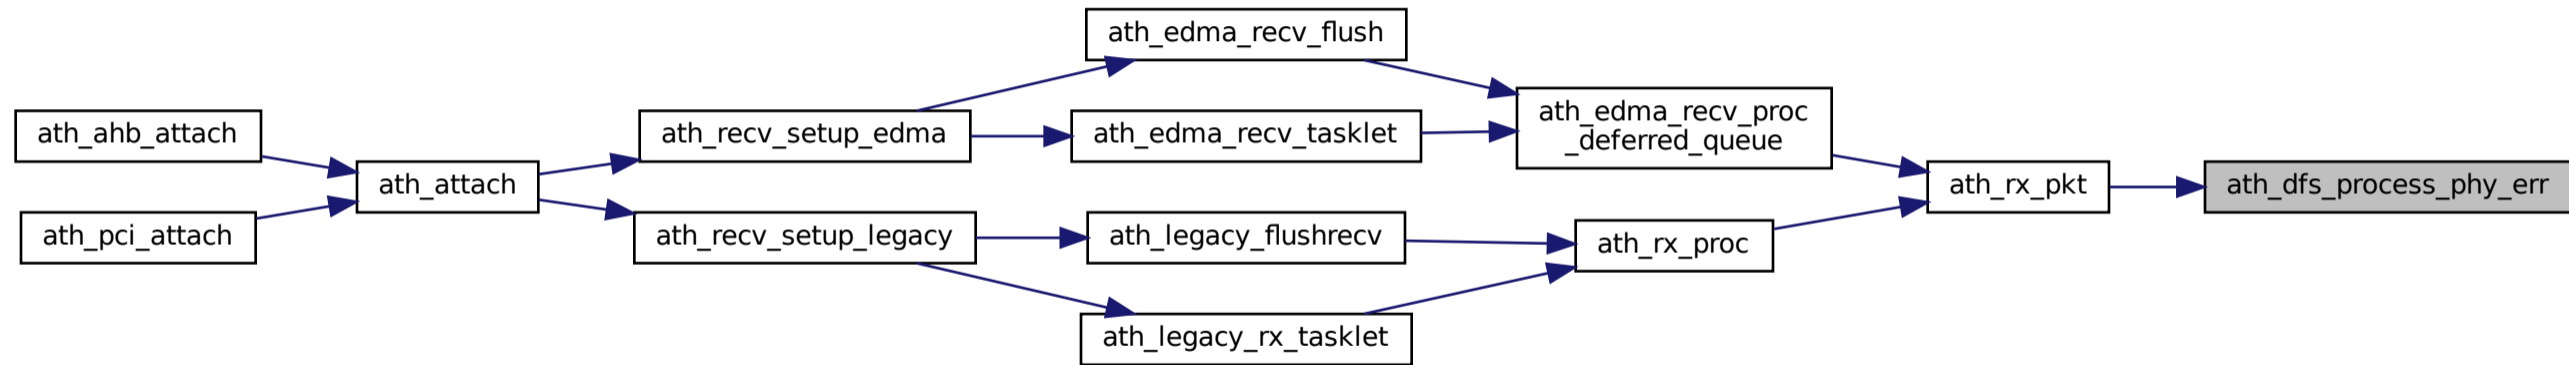 ath_edma_recv_flush
ath_edma_recv_proc
_deferred_queue
ath_ahb_attach
ath_recv_setup_edma
ath_edma_recv_tasklet
ath_attach
ath_rx_pkt
ath_dfs_process_phy_err
ath_pci_attach
ath_recv_setup_legacy
ath_legacy_flushrecv
ath_rx_proc
ath_legacy_rx_tasklet